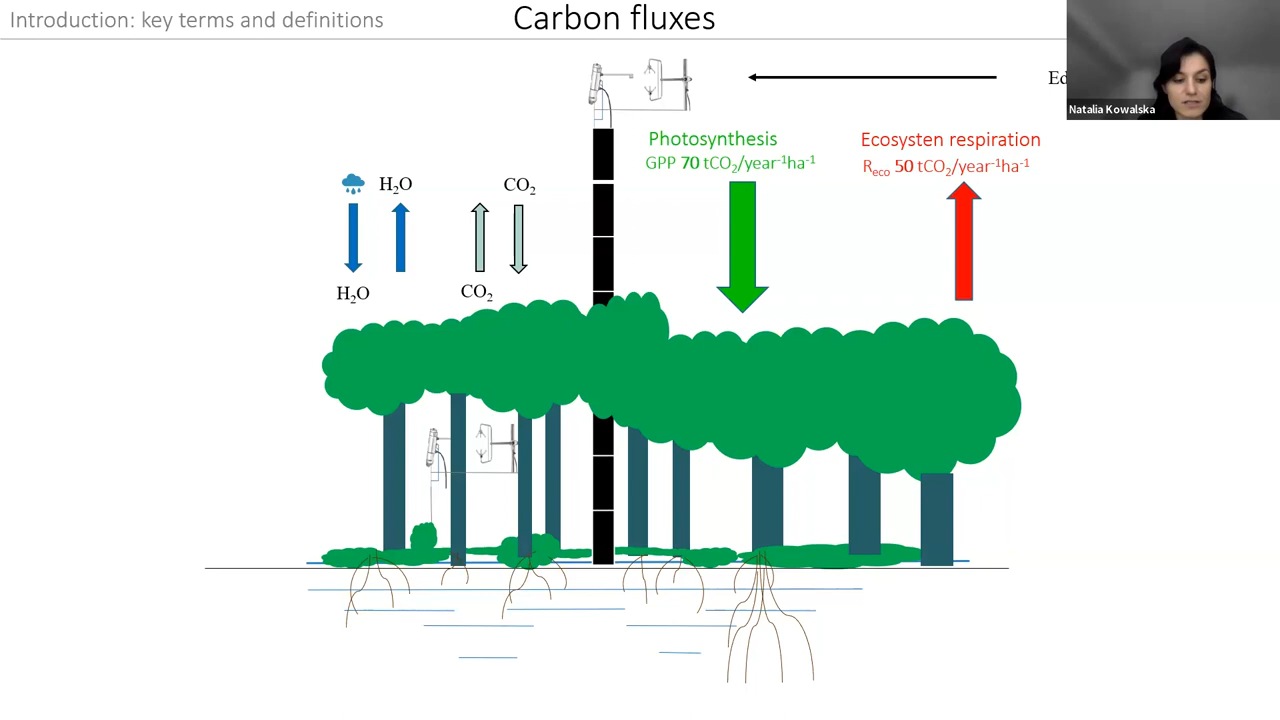 Introduction: key terms and definitions
Carbon fluxes
Natalia Kowalska
Photosynthesis
GPP 70 tCO₂/year⁻¹ha⁻¹
Ecosysten respiration
Reco 50 tCO₂/year⁻¹ha⁻¹
H₂O
CO₂
H₂O
CO₂